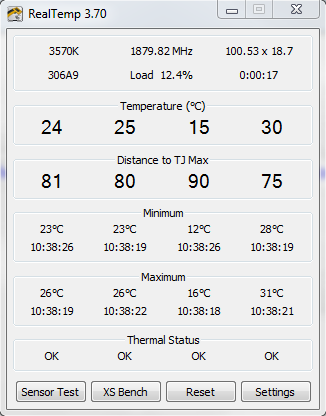 RealTemp 3.70
3570K 1879.82 MHz 100.53 x 18.7
306A9 Load 12.4% 0:00:17
Temperature (°C)
24 25 15 30
Distance to TJ Max
81 80 90 75
Minimum
23°C 23°C 12°C 28°C
10:38:26 10:38:19 10:38:26 10:38:19
Maximum
26°C 26°C 16°C 31°C
10:38:19 10:38:22 10:38:18 10:38:21
Thermal Status
OK OK OK OK
Sensor Test XS Bench Reset Settings